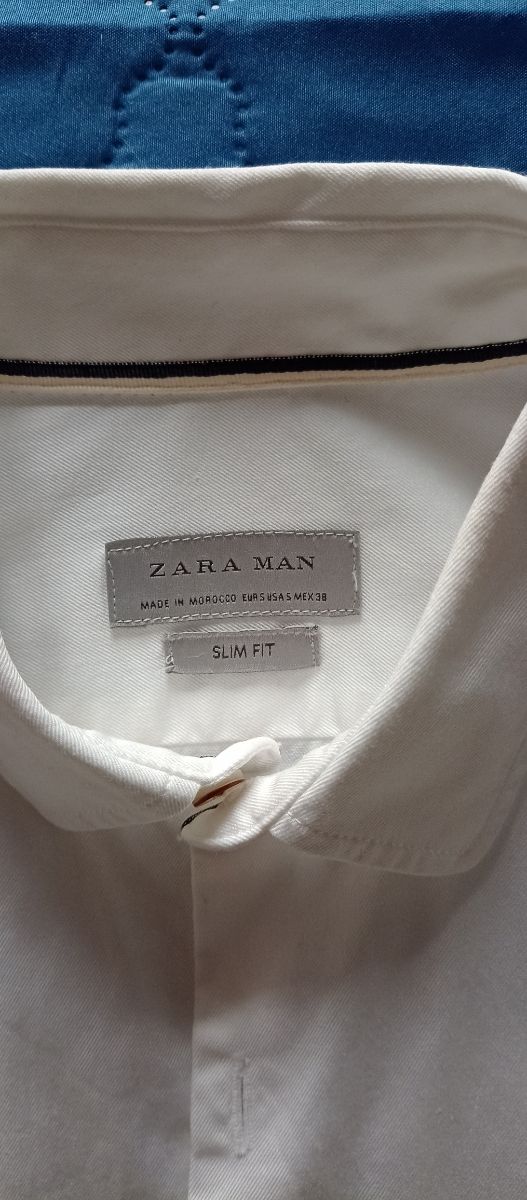 ZARA MAN
MADE IN MOROCCO EUR S USA S MEX 38
SLIM FIT